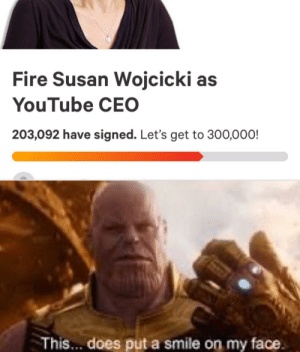 Fire Susan Wojcicki as
YouTube CEO
203,092 have signed. Let's get to 300,000!
This... does put a smile on my face.